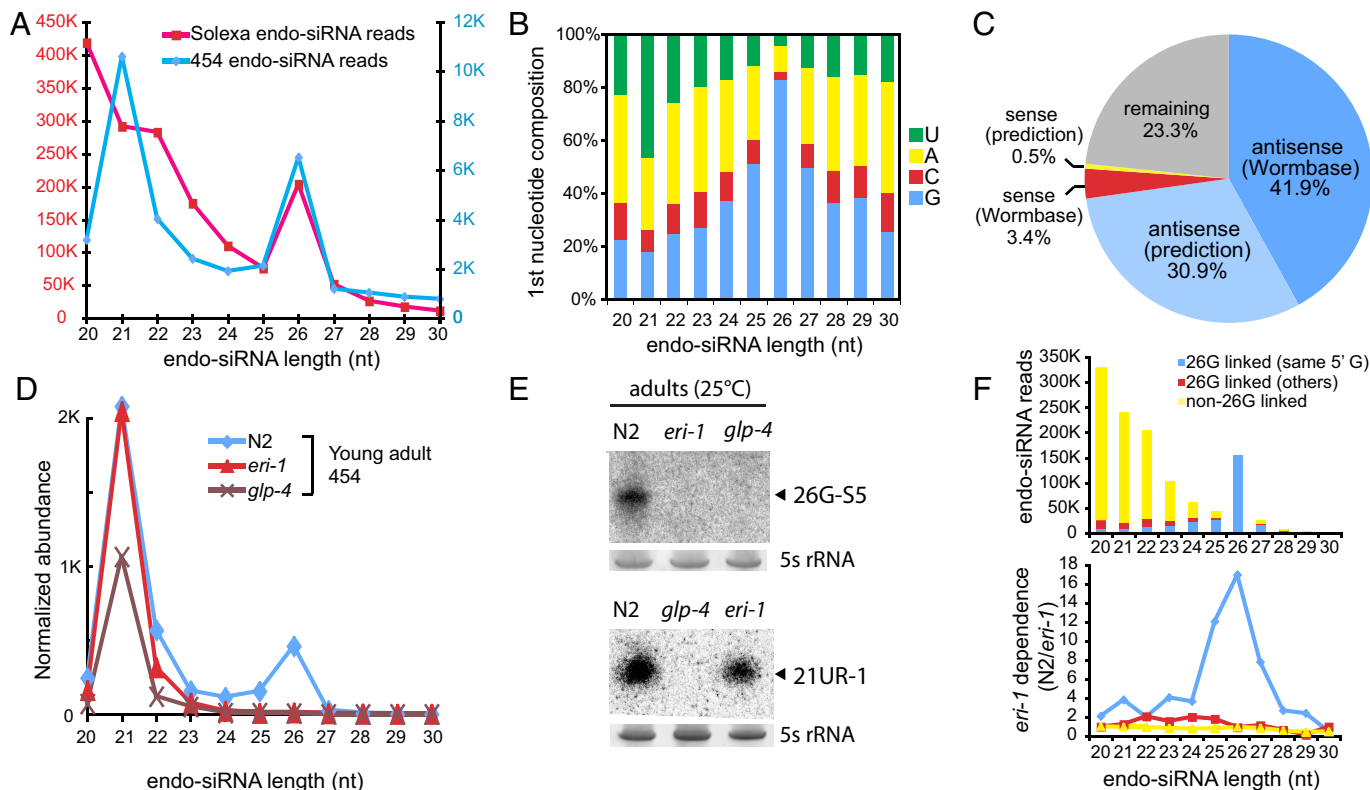 A
450K
400K
350K
300K
250K
200K
150K
100K
50K
0
Solexa endo-siRNA reads
454 endo-siRNA reads
12K
10K
8K
6K
4K
2K
0
20 21 22 23 24 25 26 27 28 29 30
endo-siRNA length (nt)
B
1st nucleotide composition
100%
80%
60%
40%
20%
0%
20 21 22 23 24 25 26 27 28 29 30
endo-siRNA length (nt)
U
A
C
G
C
remaining
23.3%
sense
(prediction)
0.5%
sense
(Wormbase)
3.4%
antisense
(Wormbase)
41.9%
antisense
(prediction)
30.9%
D
Normalized abundance
2K
1K
0
N2
eri-1
glp-4
Young adult
454
20 21 22 23 24 25 26 27 28 29 30
endo-siRNA length (nt)
E
adults (25°C)
N2 eri-1 glp-4
26G-S5
5s rRNA
N2 glp-4 eri-1
21UR-1
5s rRNA
F
endo-siRNA reads
350K
300K
250K
200K
150K
100K
50K
0
26G linked (same 5' G)
26G linked (others)
non-26G linked
20 21 22 23 24 25 26 27 28 29 30
eri-1 dependence
(N2/eri-1)
18
16
14
12
10
8
6
4
2
0
20 21 22 23 24 25 26 27 28 29 30
endo-siRNA length (nt)